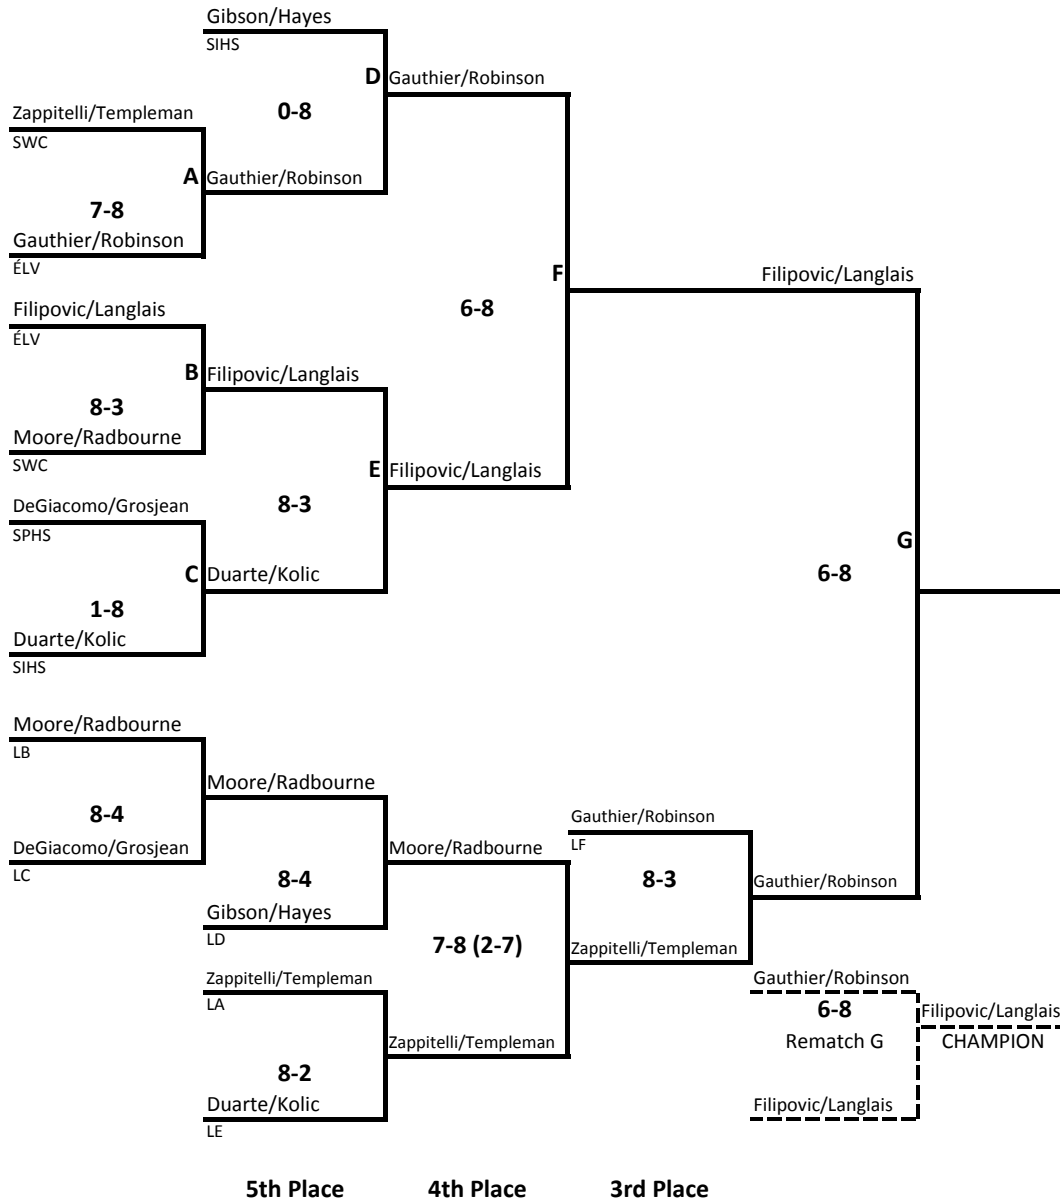 Gibson/Hayes
SIHS
D
Gauthier/Robinson
0-8
Zappitelli/Templeman
SWC
A
Gauthier/Robinson
7-8
Gauthier/Robinson
ÉLV
F
Filipovic/Langlais
6-8
Filipovic/Langlais
ÉLV
B
Filipovic/Langlais
8-3
Moore/Radbourne
SWC
E
Filipovic/Langlais
8-3
DeGiacomo/Grosjean
SPHS
G
6-8
C
Duarte/Kolic
1-8
Duarte/Kolic
SIHS
Moore/Radbourne
LB
Moore/Radbourne
8-4
DeGiacomo/Grosjean
LC
Gauthier/Robinson
LF
Moore/Radbourne
8-4
8-3
Gauthier/Robinson
Gibson/Hayes
LD
7-8 (2-7)
Zappitelli/Templeman
Zappitelli/Templeman
LA
Gauthier/Robinson
6-8
Rematch G
Filipovic/Langlais
CHAMPION
Zappitelli/Templeman
8-2
Duarte/Kolic
LE
Filipovic/Langlais
5th Place
4th Place
3rd Place